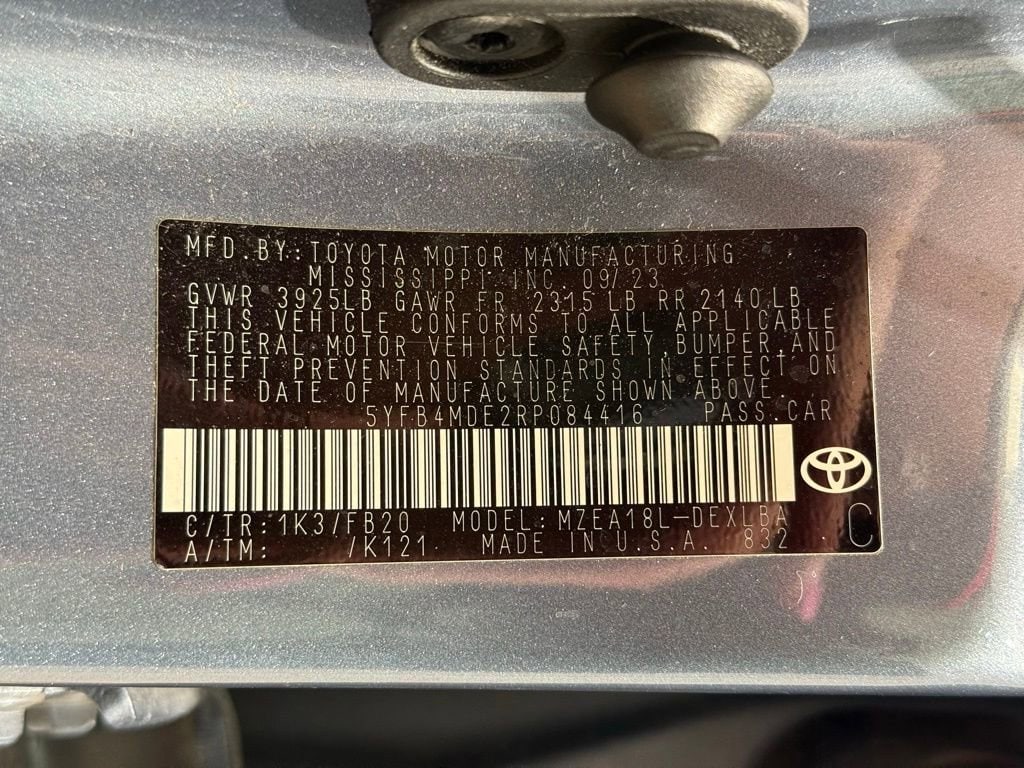 MFD. BY: TOYOTA MOTOR MANUFACTURING
MISSISSIPPI INC. 09/23
GVWR 3925LB GAWR FR 2315 LB RR 2140 LB
THIS VEHICLE CONFORMS TO ALL APPLICABLE
FEDERAL MOTOR VEHICLE SAFETY, BUMPER, AND
THEFT PREVENTION STANDARDS IN EFFECT ON
THE DATE OF MANUFACTURE SHOWN ABOVE.
5YFB4MDE2RP084416 PASS. CAR
C/TR: 1K3/FB20 MODEL: MZEA18L-DEXLBA
A/TM: /K121 MADE IN U.S.A. 832 C